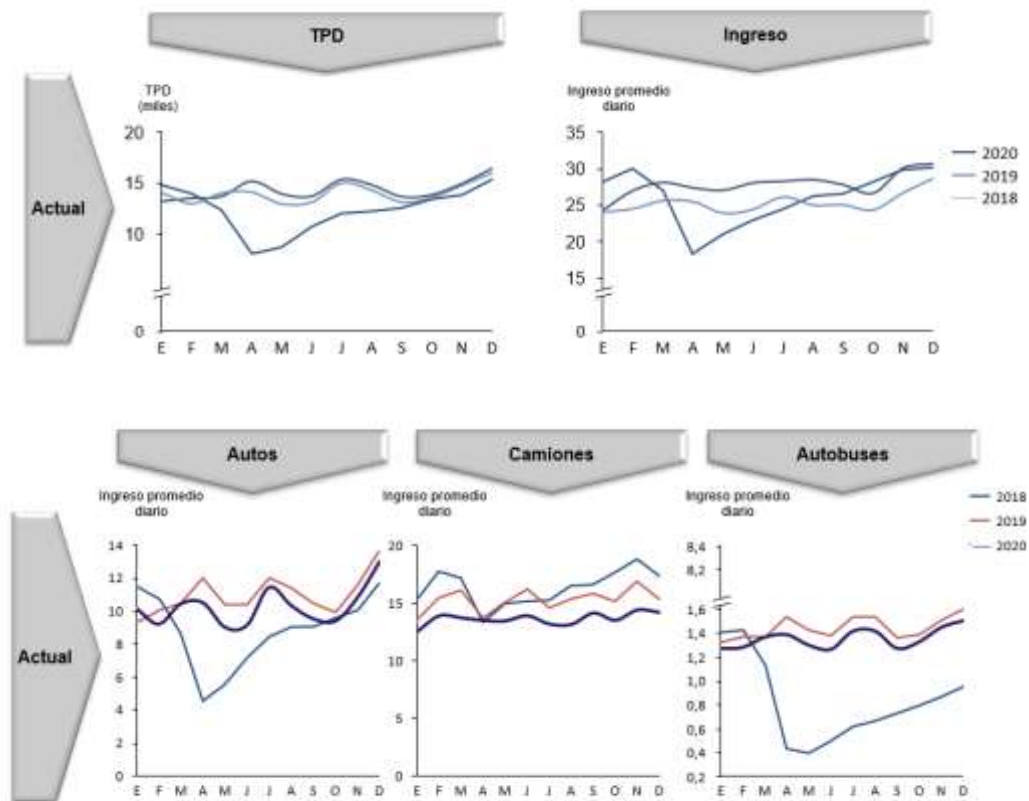 TPD
Ingreso
Actual
TPD
(miles)
20
15
10
0
E F M A M J J A S O N D
Ingreso promedio
diario
35
30
25
20
15
0
E F M A M J J A S O N D
2020
2019
2018
Autos
Camiones
Autobuses
Actual
Ingreso promedio
diario
14
12
10
8
6
4
2
0
E F M A M J J A S O N D
Ingreso promedio
diario
20
15
10
5
0
E F M A M J J A S O N D
Ingreso promedio
diario
8,4
8,2
1,6
1,4
1,2
1,0
0,8
0,6
0,4
0,2
E F M A M J J A S O N D
2018
2019
2020